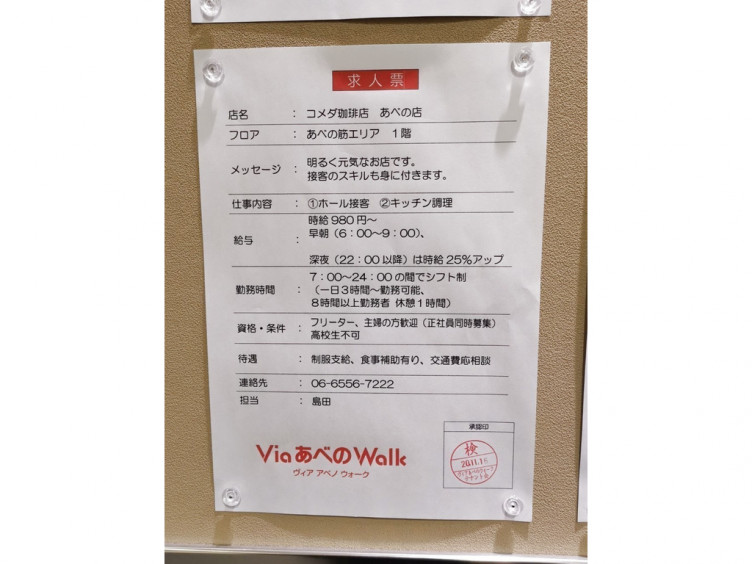 求人票
店名 ： コメダ珈琲店 あべの店
フロア ： あべの筋エリア １階
メッセージ ： 明るく元気なお店です。
接客のスキルも身に付きます。
仕事内容 ： ①ホール接客 ②キッチン調理
給与 ： 時給980円～
早朝（6：00～9：00）、
深夜（22：00以降）は時給25％アップ
勤務時間 ： 7：00～24：00の間でシフト制
（一日３時間～勤務可能、
８時間以上勤務者 休憩１時間）
資格・条件 ： フリーター、主婦の方歓迎（正社員同時募集）
高校生不可
待遇 ： 制服支給、食事補助有り、交通費応相談
連絡先 ： 06-6556-7222
担当 ： 島田
Via あべの Walk
ヴィア アベノ ウォーク
承認印
検